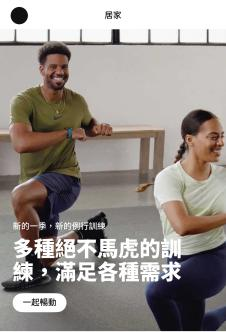 居家
新的一季，新的例行訓練
多種絕不馬虎的訓
練，滿足各種需求
一起暢動